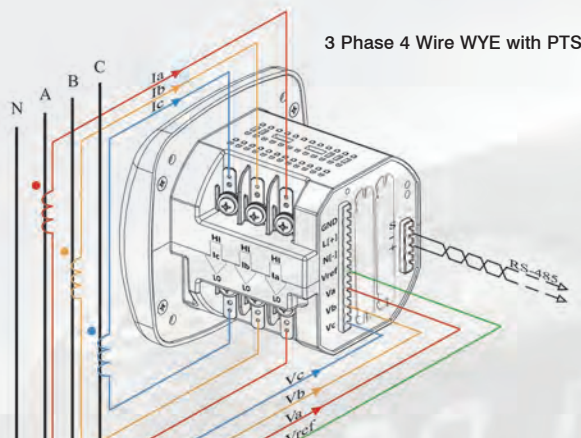 3 Phase 4 Wire WYE with PTS
N
A
B
C
Ia
Ib
Ic
HI
HI
HI
Ic
Ib
Ia
LO
LO
LO
GND
L(+)
N(-)
Vref
Va
Vb
Vc
RS-485
Vc
Vb
Va
Vref